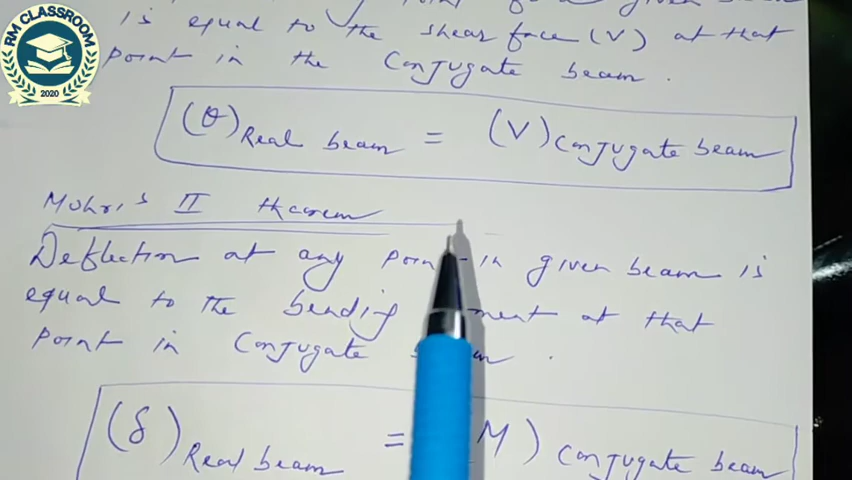 RM CLASSROOM
2020
is equal to the shear force (V) at that
point in the Conjugate beam.
(θ)Real beam = (V)Conjugate beam
Mohr's II theorem
Deflection at any point in given beam is
equal to the bending at that
point in Conjugate
(δ)Real beam = M)Conjugate beam